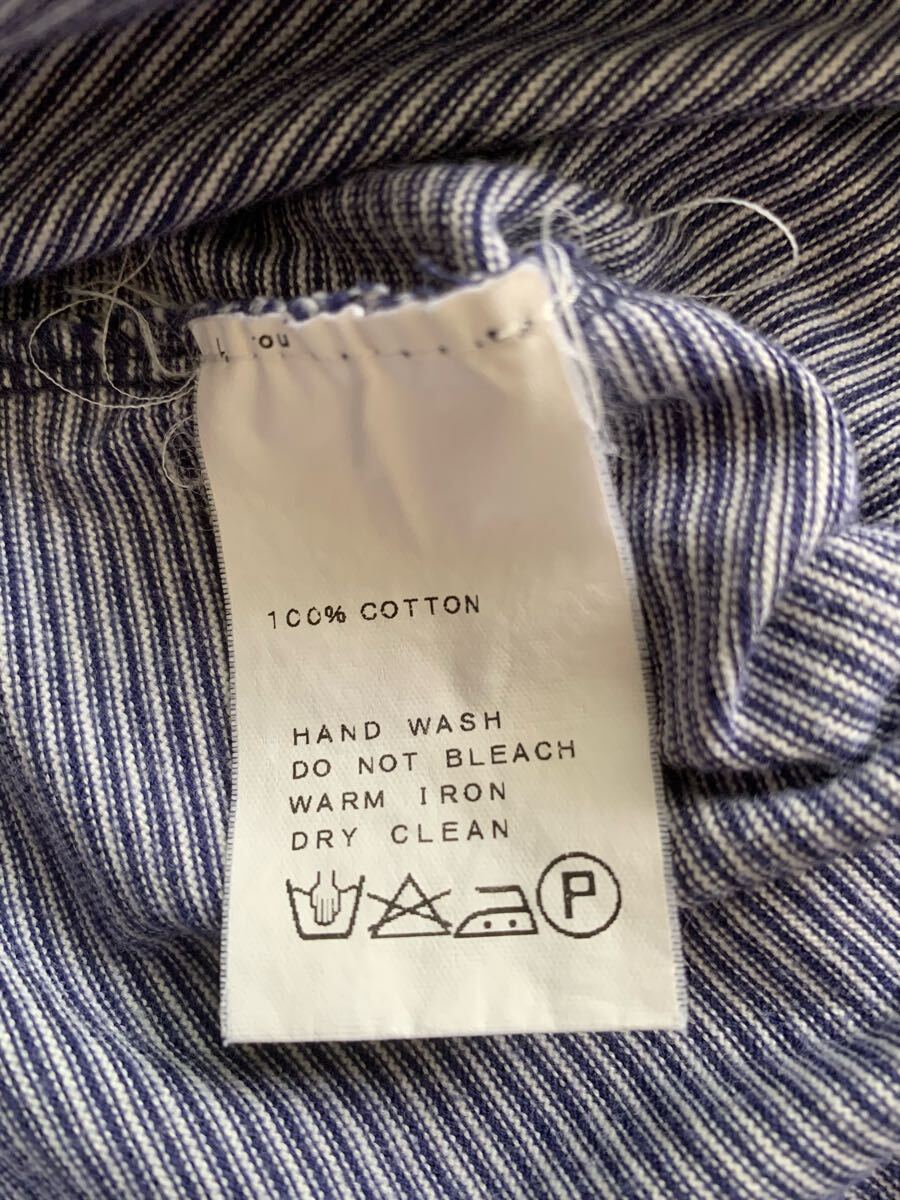 100% COTTON
HAND WASH
DO NOT BLEACH
WARM IRON
DRY CLEAN
P